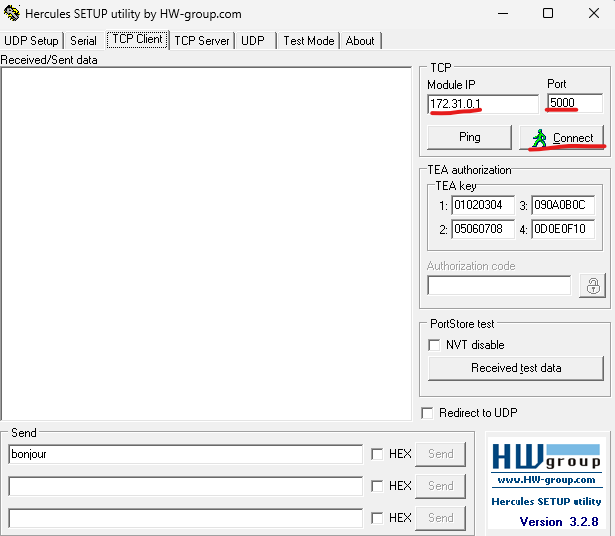 Hercules SETUP utility by HW-group.com
UDP Setup Serial TCP Client TCP Server UDP Test Mode About
Received/Sent data
TCP
Module IP Port
172.31.0.1 5000
Ping Connect
TEA authorization
TEA key
1: 01020304 3: 090A0B0C
2: 05060708 4: 0D0E0F10
Authorization code
PortStore test
NVT disable
Received test data
Redirect to UDP
Send
bonjour HEX Send
HEX Send
HEX Send
HWgroup
www.HW-group.com
Hercules SETUP utility
Version 3.2.8